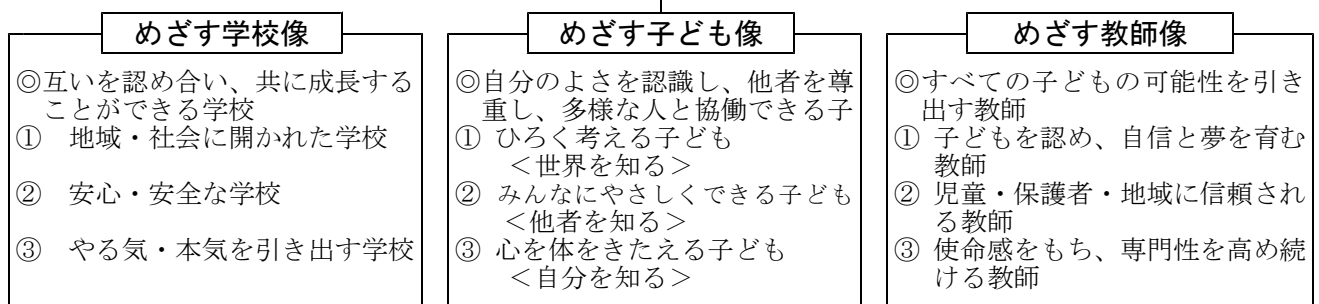 めざす学校像
◎互いを認め合い、共に成長する
ことができる学校
① 地域・社会に開かれた学校
② 安心・安全な学校
③ やる気・本気を引き出す学校
めざす子ども像
◎自分のよさを認識し、他者を尊
重し、多様な人と協働できる子
① ひろく考える子ども
＜世界を知る＞
② みんなにやさしくできる子ども
＜他者を知る＞
③ 心を体をきたえる子ども
＜自分を知る＞
めざす教師像
◎すべての子どもの可能性を引き
出す教師
① 子どもを認め、自信と夢を育む
教師
② 児童・保護者・地域に信頼され
る教師
③ 使命感をもち、専門性を高め続
ける教師